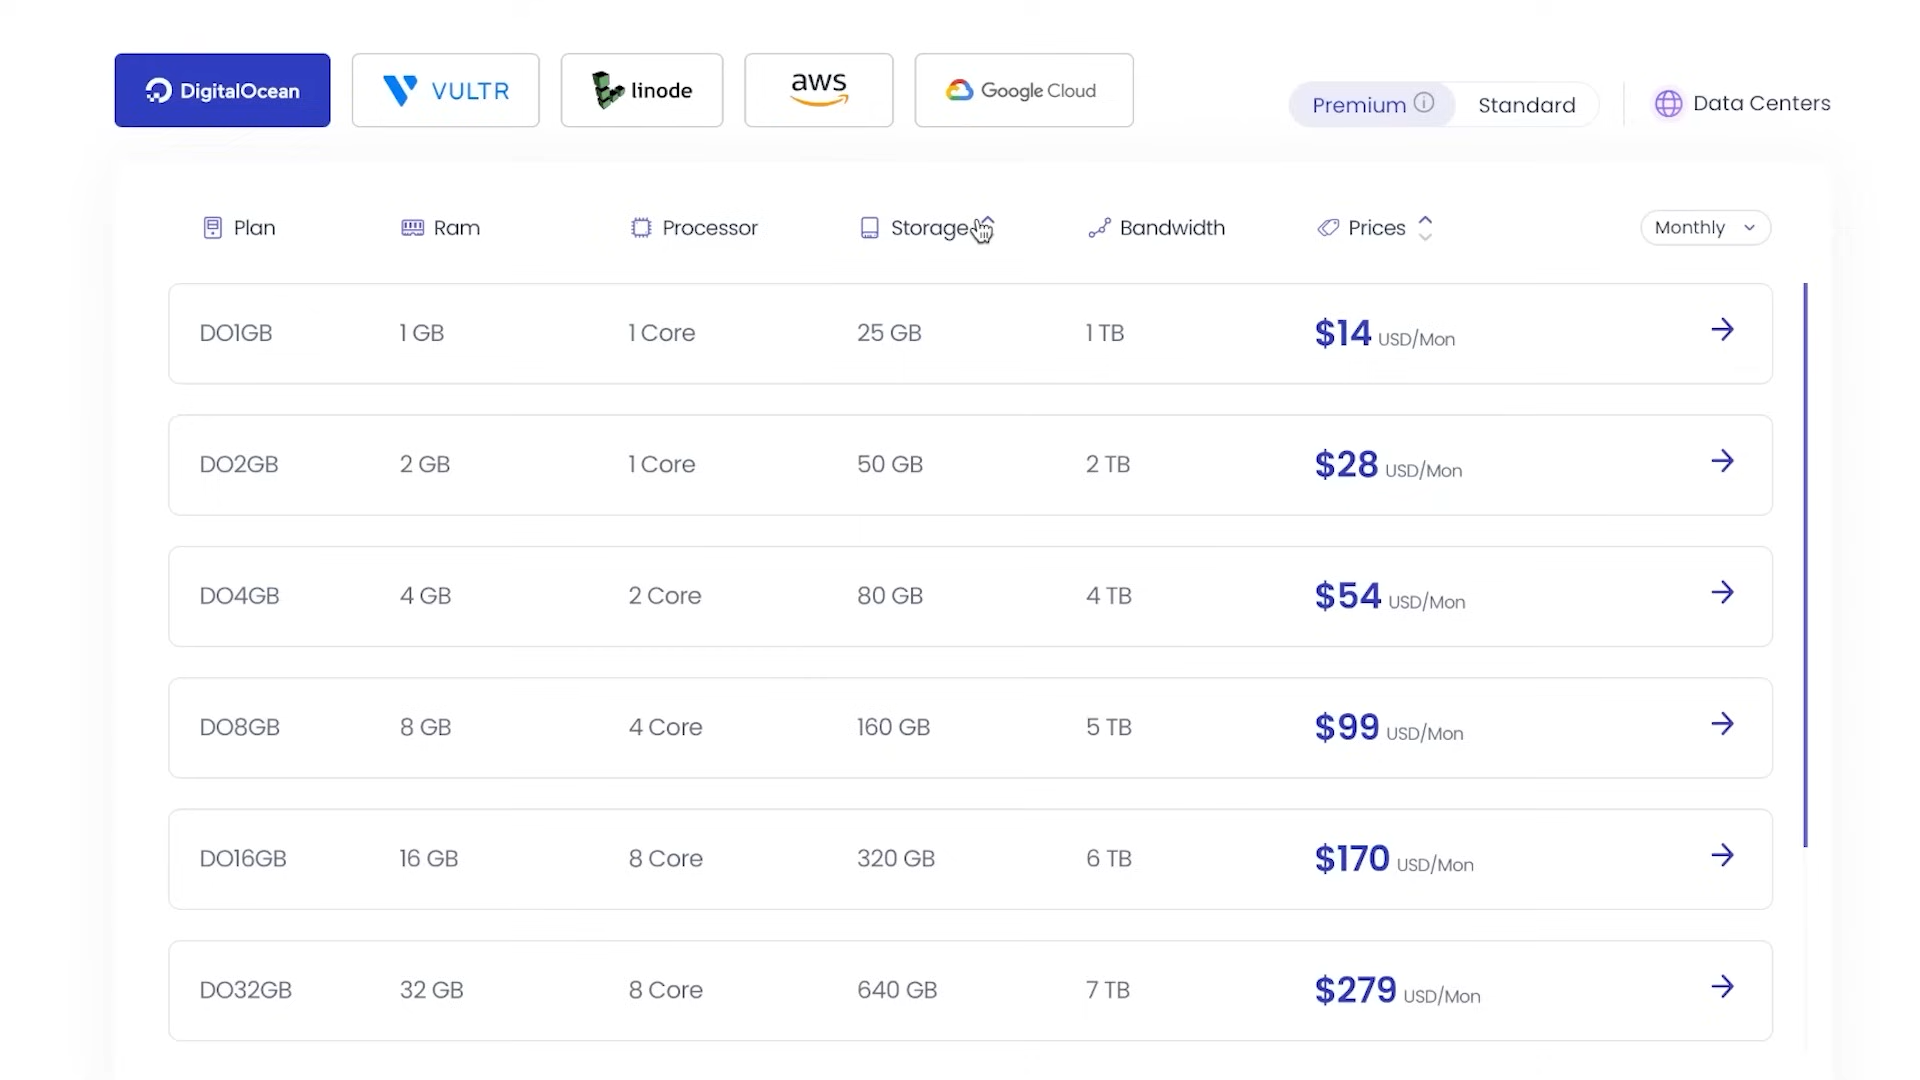 DigitalOcean VULTR linode aws Google Cloud Premium Standard Data Centers
Plan Ram Processor Storage Bandwidth Prices Monthly
DO1GB 1 GB 1 Core 25 GB 1 TB $14 USD/Mon
DO2GB 2 GB 1 Core 50 GB 2 TB $28 USD/Mon
DO4GB 4 GB 2 Core 80 GB 4 TB $54 USD/Mon
DO8GB 8 GB 4 Core 160 GB 5 TB $99 USD/Mon
DO16GB 16 GB 8 Core 320 GB 6 TB $170 USD/Mon
DO32GB 32 GB 8 Core 640 GB 7 TB $279 USD/Mon